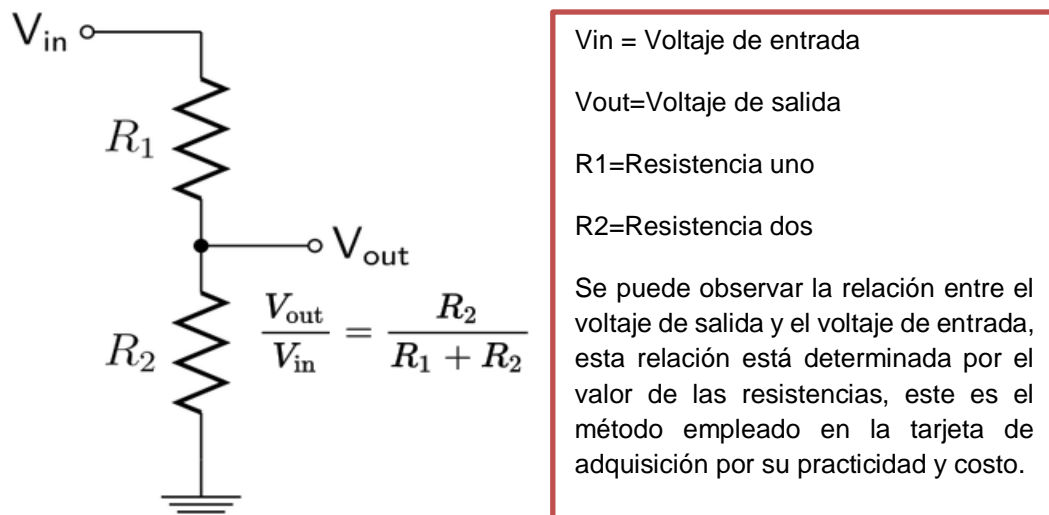 Vin
R1
Vout
R2
Vout/Vin = R2/(R1 + R2)
Vin = Voltaje de entrada
Vout=Voltaje de salida
R1=Resistencia uno
R2=Resistencia dos
Se puede observar la relación entre el
voltaje de salida y el voltaje de entrada,
esta relación está determinada por el
valor de las resistencias, este es el
método empleado en la tarjeta de
adquisición por su practicidad y costo.